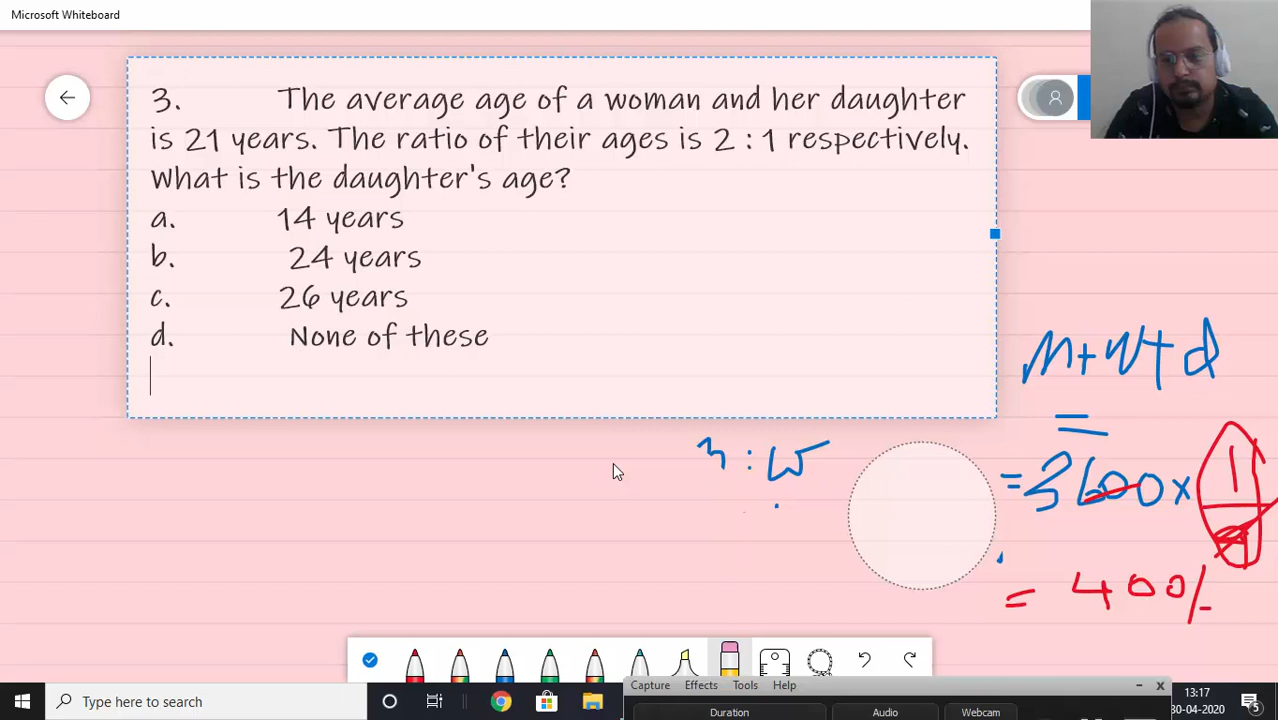 Microsoft Whiteboard
3. The average age of a woman and her daughter
is 21 years. The ratio of their ages is 2 : 1 respectively.
What is the daughter's age?
a. 14 years
b. 24 years
c. 26 years
d. None of these
M+W+d
: W
= 400/-
Capture Effects Tools Help
Type here to search
Duration Audio Webcam
13:17
30-04-2020
5